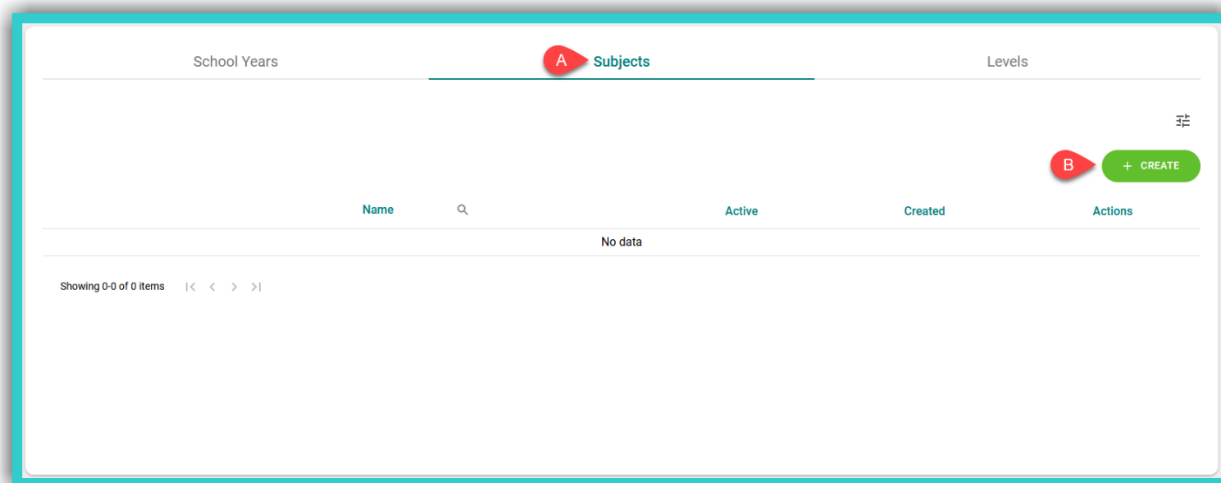 School Years A Subjects Levels
B + CREATE
Name Active Created Actions
No data
Showing 0-0 of 0 items